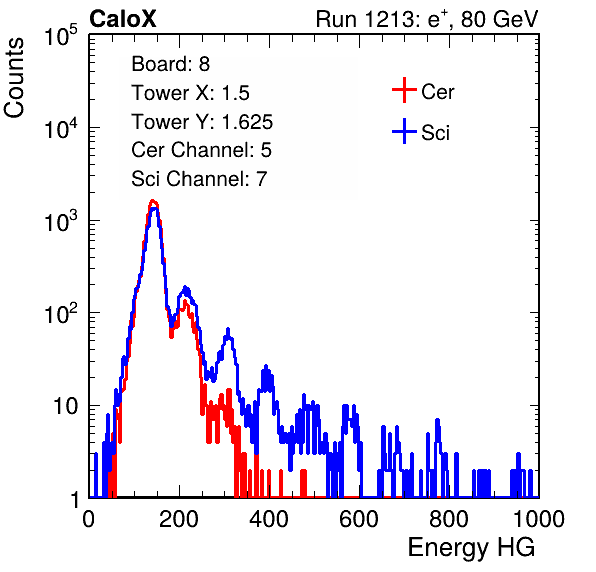 CaloX Run 1213: e⁺, 80 GeV
Board: 8
Tower X: 1.5
Tower Y: 1.625
Cer Channel: 5
Sci Channel: 7
Cer
Sci
Counts
10⁵
10⁴
10³
10²
10
1
0 200 400 600 800 1000
Energy HG